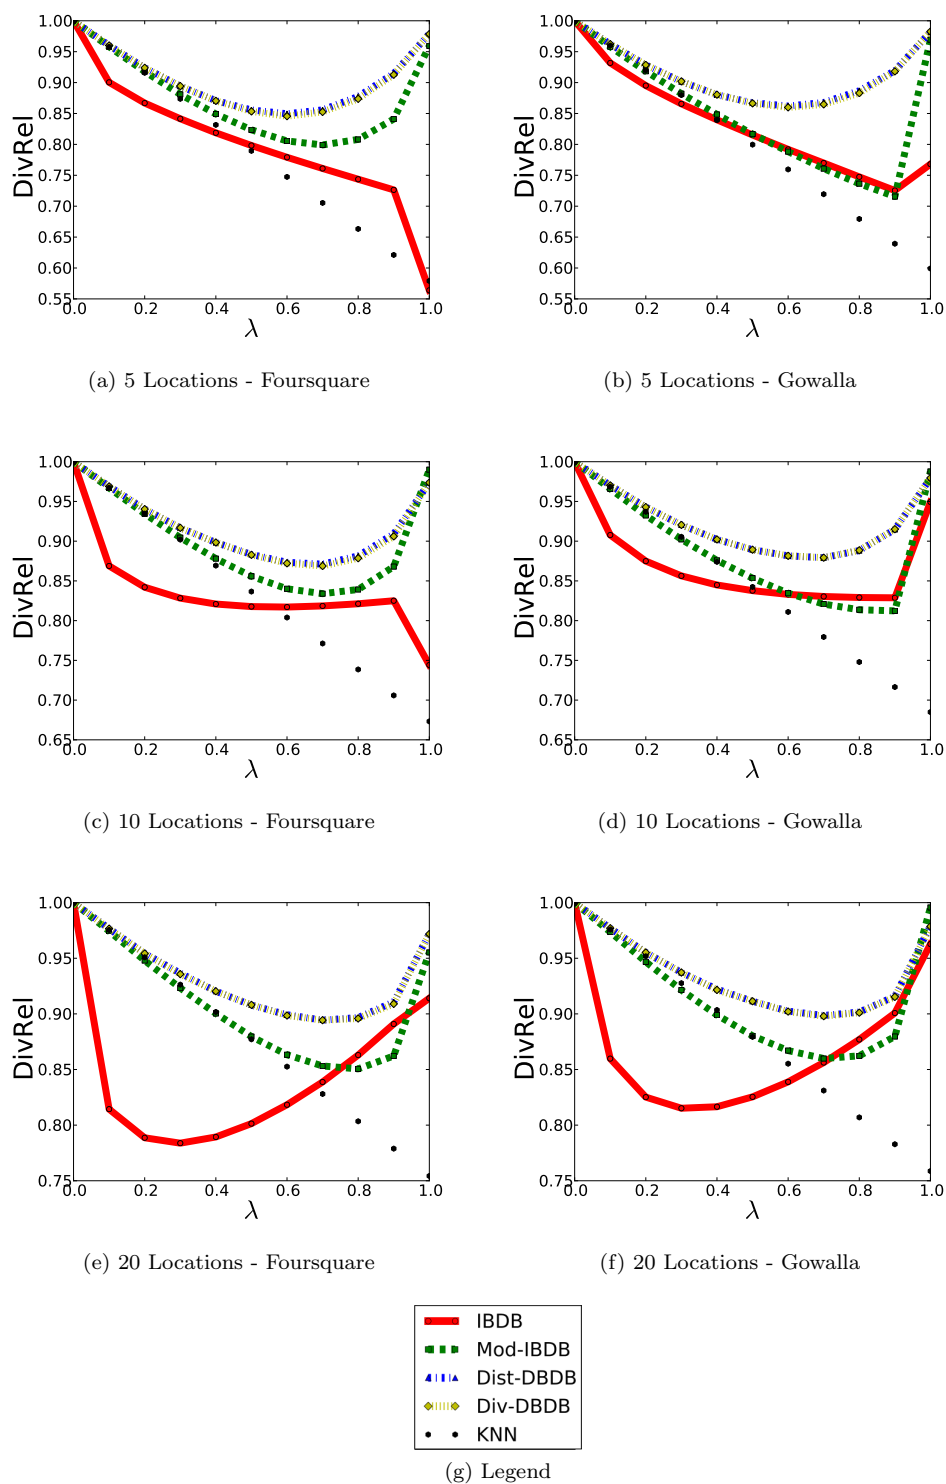 1.00 1.00
0.95 0.95
0.90 0.90
0.85 0.85
0.80 0.80
0.75 0.75
0.70 0.70
0.65 0.65
0.60 0.60
0.55 0.55
DivRel DivRel
0.0 0.2 0.4 0.6 0.8 1.0 0.0 0.2 0.4 0.6 0.8 1.0
λ λ
(a) 5 Locations - Foursquare (b) 5 Locations - Gowalla
1.00 1.00
0.95 0.95
0.90 0.90
0.85 0.85
0.80 0.80
0.75 0.75
0.70 0.70
0.65 0.65
DivRel DivRel
0.0 0.2 0.4 0.6 0.8 1.0 0.0 0.2 0.4 0.6 0.8 1.0
λ λ
(c) 10 Locations - Foursquare (d) 10 Locations - Gowalla
1.00 1.00
0.95 0.95
0.90 0.90
0.85 0.85
0.80 0.80
0.75 0.75
DivRel DivRel
0.0 0.2 0.4 0.6 0.8 1.0 0.0 0.2 0.4 0.6 0.8 1.0
λ λ
(e) 20 Locations - Foursquare (f) 20 Locations - Gowalla
IBDB
Mod-IBDB
Dist-DBDB
Div-DBDB
KNN
(g) Legend